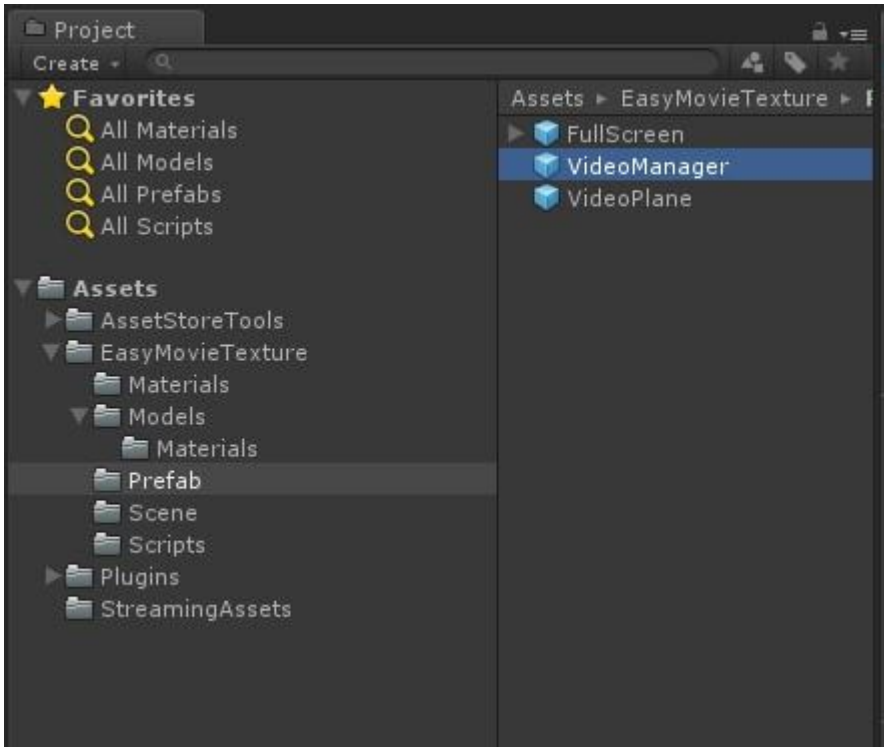 Project
Create
Favorites
All Materials
All Models
All Prefabs
All Scripts
Assets
AssetStoreTools
EasyMovieTexture
Materials
Models
Materials
Prefab
Scene
Scripts
Plugins
StreamingAssets
Assets EasyMovieTexture
FullScreen
VideoManager
VideoPlane